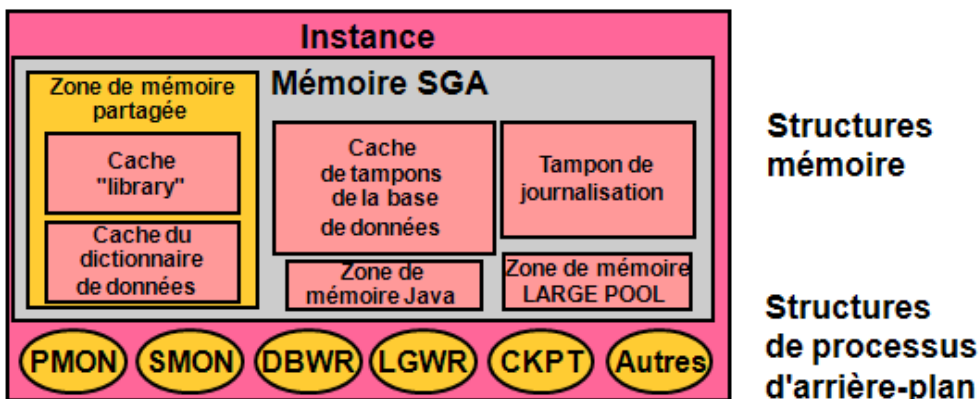 Instance
Mémoire SGA
Zone de mémoire
partagée
Cache
"library"
Cache du
dictionnaire
de données
Cache
de tampons
de la base
de données
Tampon de
journalisation
Zone de
mémoire Java
Zone de mémoire
LARGE POOL
Structures
mémoire
PMON
SMON
DBWR
LGWR
CKPT
Autres
Structures
de processus
d'arrière-plan